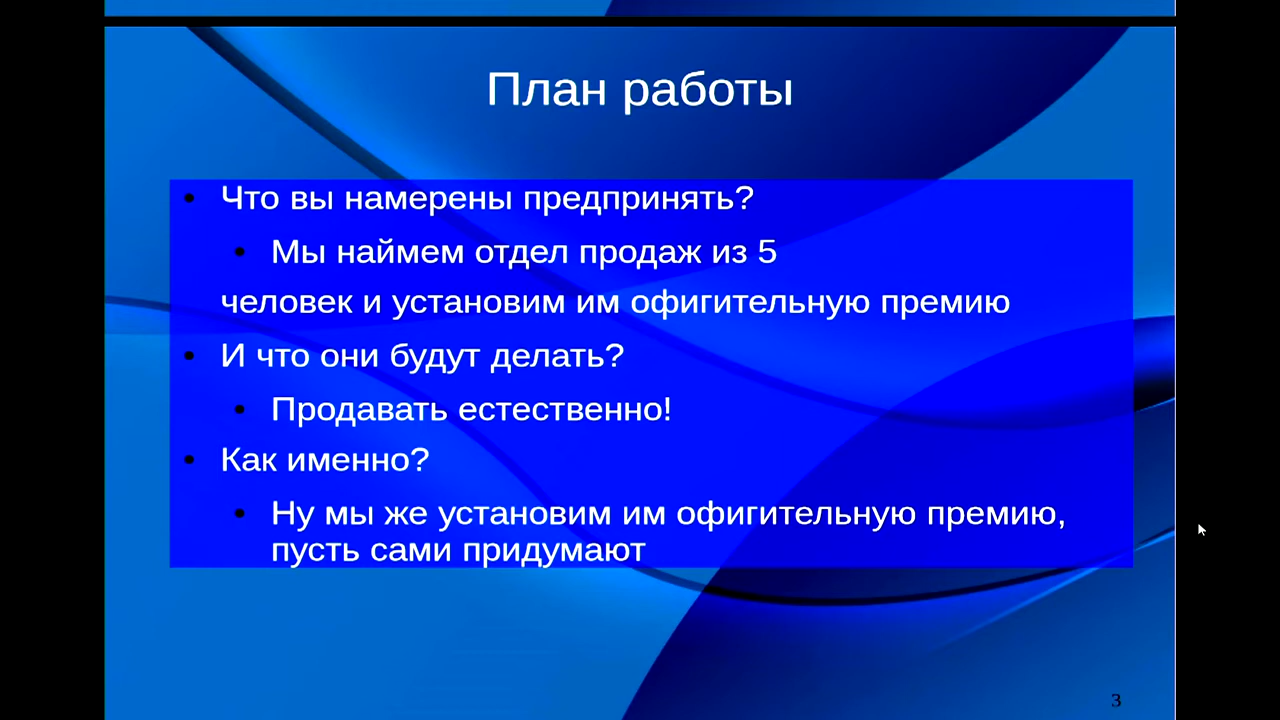 План работы
• Что вы намерены предпринять?
• Мы наймем отдел продаж из 5
человек и установим им офигительную премию
• И что они будут делать?
• Продавать естественно!
• Как именно?
• Ну мы же установим им офигительную премию,
пусть сами придумают
3